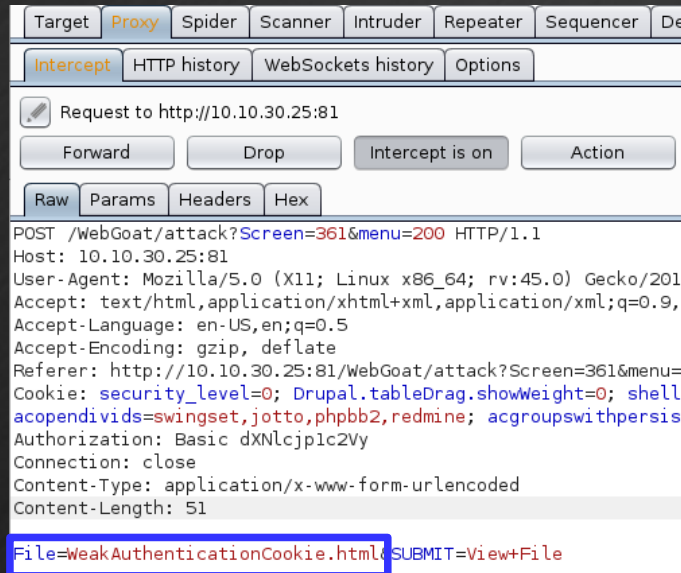 Target Proxy Spider Scanner Intruder Repeater Sequencer De
Intercept HTTP history WebSockets history Options
Request to http://10.10.30.25:81
Forward Drop Intercept is on Action
Raw Params Headers Hex
POST /WebGoat/attack?Screen=361&menu=200 HTTP/1.1
Host: 10.10.30.25:81
User-Agent: Mozilla/5.0 (X11; Linux x86_64; rv:45.0) Gecko/201
Accept: text/html,application/xhtml+xml,application/xml;q=0.9,
Accept-Language: en-US,en;q=0.5
Accept-Encoding: gzip, deflate
Referer: http://10.10.30.25:81/WebGoat/attack?Screen=361&menu=
Cookie: security_level=0; Drupal.tableDrag.showWeight=0; shell
acopendivids=swingset,jotto,phpbb2,redmine; acgroupswithpersis
Authorization: Basic dXNlcjp1c2Vy
Connection: close
Content-Type: application/x-www-form-urlencoded
Content-Length: 51
File=WeakAuthenticationCookie.html&SUBMIT=View+File